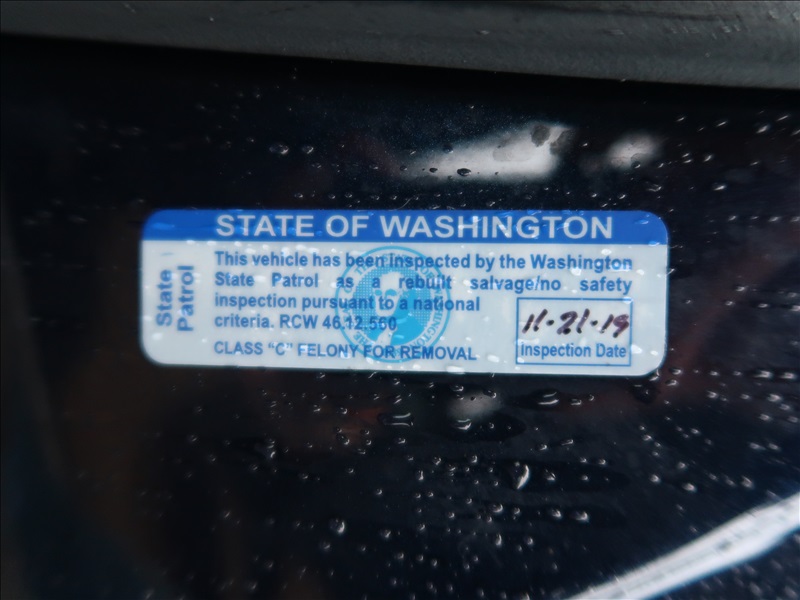 STATE OF WASHINGTON
State
Patrol
This vehicle has been inspected by the Washington
State Patrol as a rebuilt salvage/no safety
inspection pursuant to a national
criteria. RCW 46.12.560
CLASS "C" FELONY FOR REMOVAL
11-21-19
Inspection Date